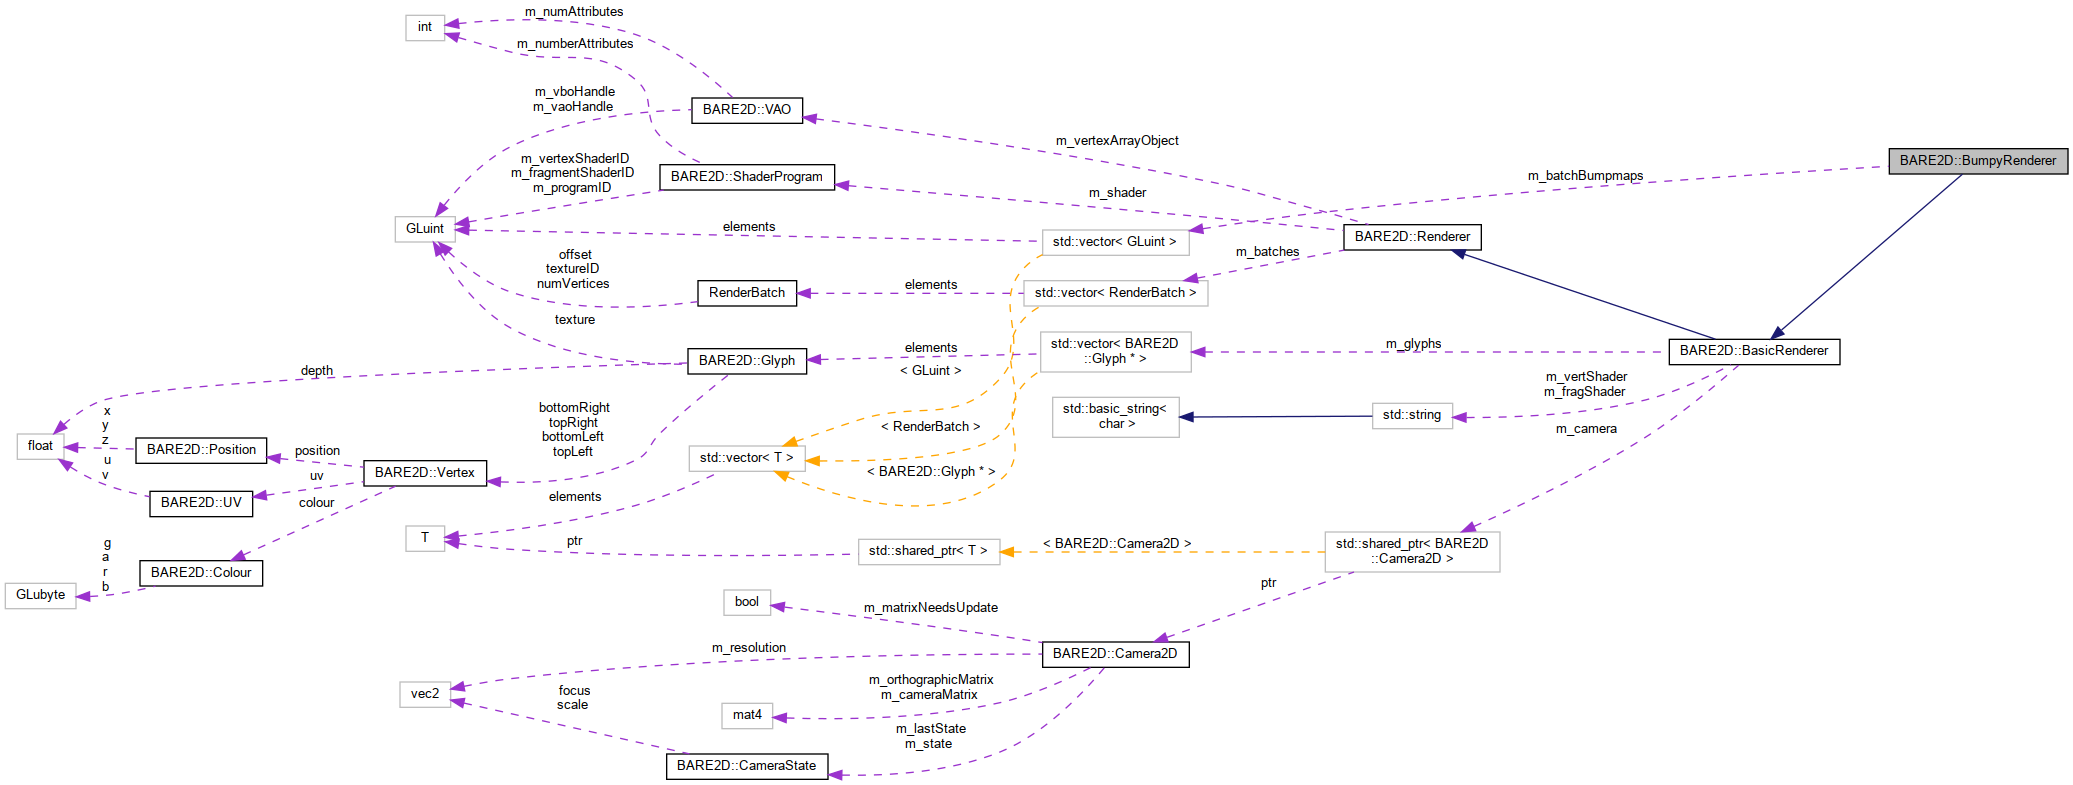 m_numAttributes
int
m_numberAttributes
m_vboHandle
m_vaoHandle
BARE2D::VAO
m_vertexArrayObject
BARE2D::BumpyRenderer
m_vertexShaderID
m_fragmentShaderID
m_programID
BARE2D::ShaderProgram
m_shader
m_batchBumpmaps
GLuint
elements
std::vector< GLuint >
BARE2D::Renderer
offset
textureID
numVertices
RenderBatch
elements
std::vector< RenderBatch >
m_batches
texture
BARE2D::Glyph
elements
< GLuint >
std::vector< BARE2D
::Glyph * >
m_glyphs
BARE2D::BasicRenderer
depth
m_vertShader
m_fragShader
x
y
z
bottomRight
topRight
bottomLeft
topLeft
< RenderBatch >
std::basic_string<
char >
std::string
m_camera
float
BARE2D::Position
position
std::vector< T >
u
v
BARE2D::UV
uv
BARE2D::Vertex
< BARE2D::Glyph * >
colour
elements
T
ptr
std::shared_ptr< T >
< BARE2D::Camera2D >
std::shared_ptr< BARE2D
::Camera2D >
g
a
r
b
BARE2D::Colour
GLubyte
ptr
bool
m_matrixNeedsUpdate
m_resolution
BARE2D::Camera2D
vec2
focus
scale
m_orthographicMatrix
m_cameraMatrix
mat4
m_lastState
m_state
BARE2D::CameraState